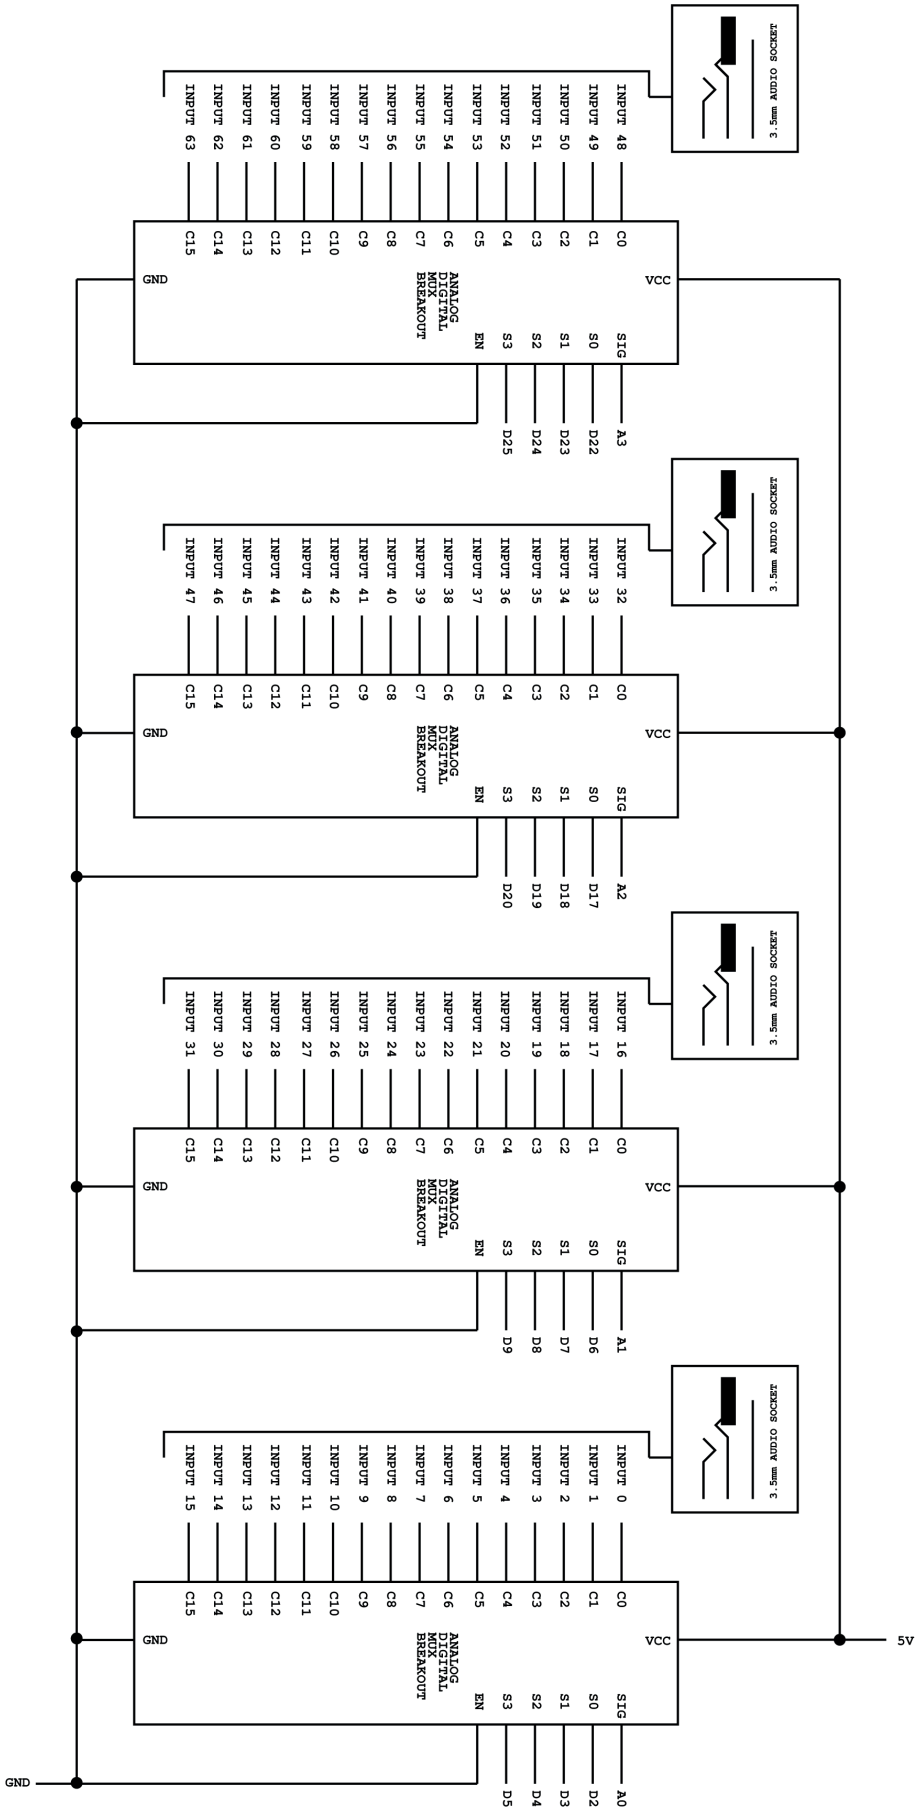 3.5mm AUDIO SOCKET
INPUT 63
INPUT 62
INPUT 61
INPUT 60
INPUT 59
INPUT 58
INPUT 57
INPUT 56
INPUT 55
INPUT 54
INPUT 53
INPUT 52
INPUT 51
INPUT 50
INPUT 49
INPUT 48
C15
C14
C13
C12
C11
C10
C9
C8
C7
C6
C5
C4
C3
C2
C1
C0
GND
VCC
ANALOG
DIGITAL
MUX
BREAKOUT
EN
S3
S2
S1
S0
SIG
D25
D24
D23
D22
A3
3.5mm AUDIO SOCKET
INPUT 47
INPUT 46
INPUT 45
INPUT 44
INPUT 43
INPUT 42
INPUT 41
INPUT 40
INPUT 39
INPUT 38
INPUT 37
INPUT 36
INPUT 35
INPUT 34
INPUT 33
INPUT 32
C15
C14
C13
C12
C11
C10
C9
C8
C7
C6
C5
C4
C3
C2
C1
C0
GND
VCC
ANALOG
DIGITAL
MUX
BREAKOUT
EN
S3
S2
S1
S0
SIG
D20
D19
D18
D17
A2
3.5mm AUDIO SOCKET
INPUT 31
INPUT 30
INPUT 29
INPUT 28
INPUT 27
INPUT 26
INPUT 25
INPUT 24
INPUT 23
INPUT 22
INPUT 21
INPUT 20
INPUT 19
INPUT 18
INPUT 17
INPUT 16
C15
C14
C13
C12
C11
C10
C9
C8
C7
C6
C5
C4
C3
C2
C1
C0
GND
VCC
ANALOG
DIGITAL
MUX
BREAKOUT
EN
S3
S2
S1
S0
SIG
D9
D8
D7
D6
A1
3.5mm AUDIO SOCKET
INPUT 15
INPUT 14
INPUT 13
INPUT 12
INPUT 11
INPUT 10
INPUT 9
INPUT 8
INPUT 7
INPUT 6
INPUT 5
INPUT 4
INPUT 3
INPUT 2
INPUT 1
INPUT 0
C15
C14
C13
C12
C11
C10
C9
C8
C7
C6
C5
C4
C3
C2
C1
C0
GND
VCC
5V
ANALOG
DIGITAL
MUX
BREAKOUT
EN
S3
S2
S1
S0
SIG
GND
D5
D4
D3
D2
A0